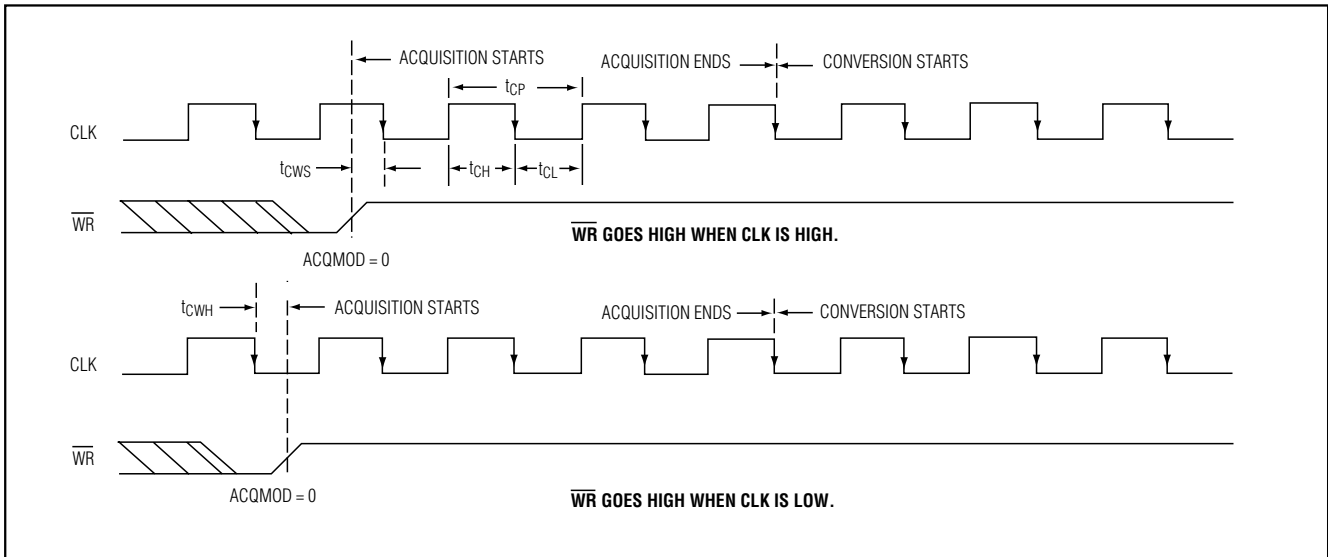 ACQUISITION STARTS
ACQUISITION ENDS
CONVERSION STARTS
tCP
CLK
tCWS
tCH
tCL
WR
WR GOES HIGH WHEN CLK IS HIGH.
ACQMOD = 0
tCWH
ACQUISITION STARTS
ACQUISITION ENDS
CONVERSION STARTS
CLK
WR
ACQMOD = 0
WR GOES HIGH WHEN CLK IS LOW.